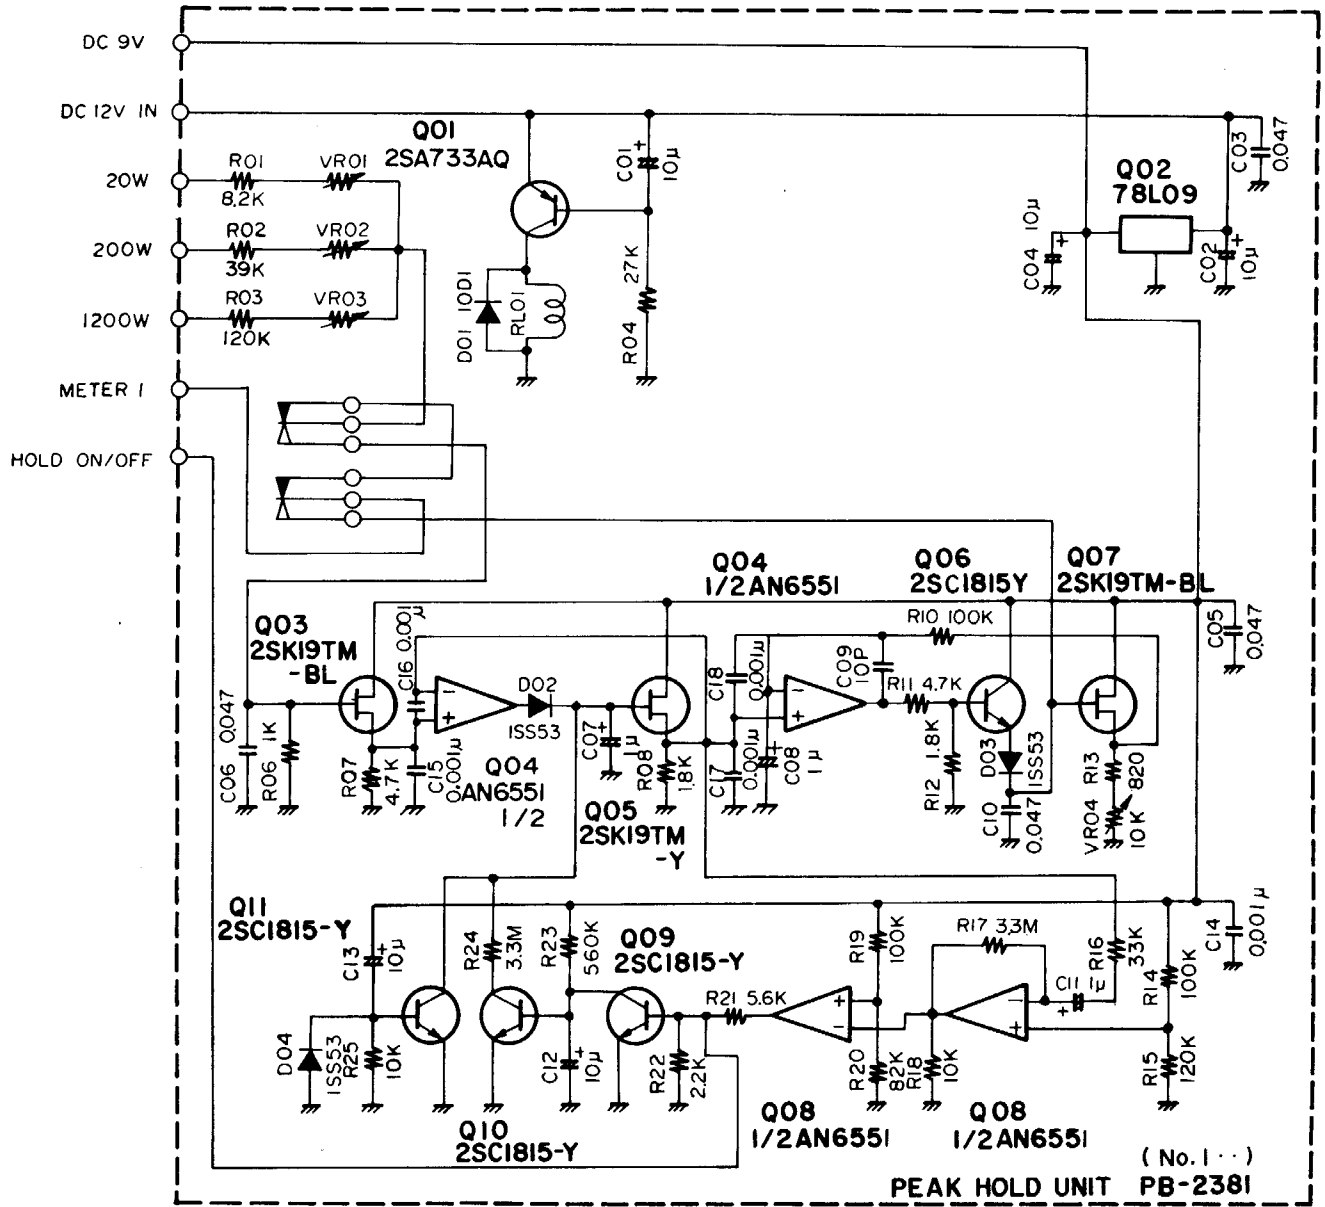 DC 9V
DC 12V IN
20W
200W
1200W
METER 1
HOLD ON/OFF
R01
8.2K
VR01
R02
39K
VR02
R03
120K
VR03
Q01
2SA733AQ
C01
+
10μ
D01 10D1
RL01
27K
R04
Q02
78L09
C03
0.047
C04 10μ
+
C02
+
10μ
Q03
2SK19TM
-BL
C16 0.001μ
D02
1SS53
Q04
1/2AN6551
Q06
2SC1815Y
Q07
2SK19TM-BL
R10 100K
C05
0.047
C06 0.047
R06 1K
R07
4.7K
C15
0.001μ
Q04
AN6551
1/2
C07
+
1μ
R08
1.8K
Q05
2SK19TM
-Y
C18
0.001μ
C17
0.001μ
C08
+
1μ
C09
10P
R11 4.7K
R12 1.8K
D03
1SS53
C10
0.047
R13
820
VR04
10K
Q11
2SC1815-Y
C13
+
10μ
R24
3.3M
R23
560K
Q09
2SC1815-Y
R21 5.6K
R19
100K
R17 3.3M
C11 1μ
+
R16
33K
R14
100K
C14
0.001μ
D04
1SS53
R25
10K
C12
+
10μ
R22
2.2K
R20
82K
R18
10K
R15
120K
Q10
2SC1815-Y
Q08
1/2AN6551
Q08
1/2AN6551
(No.1··)
PEAK HOLD UNIT PB-2381